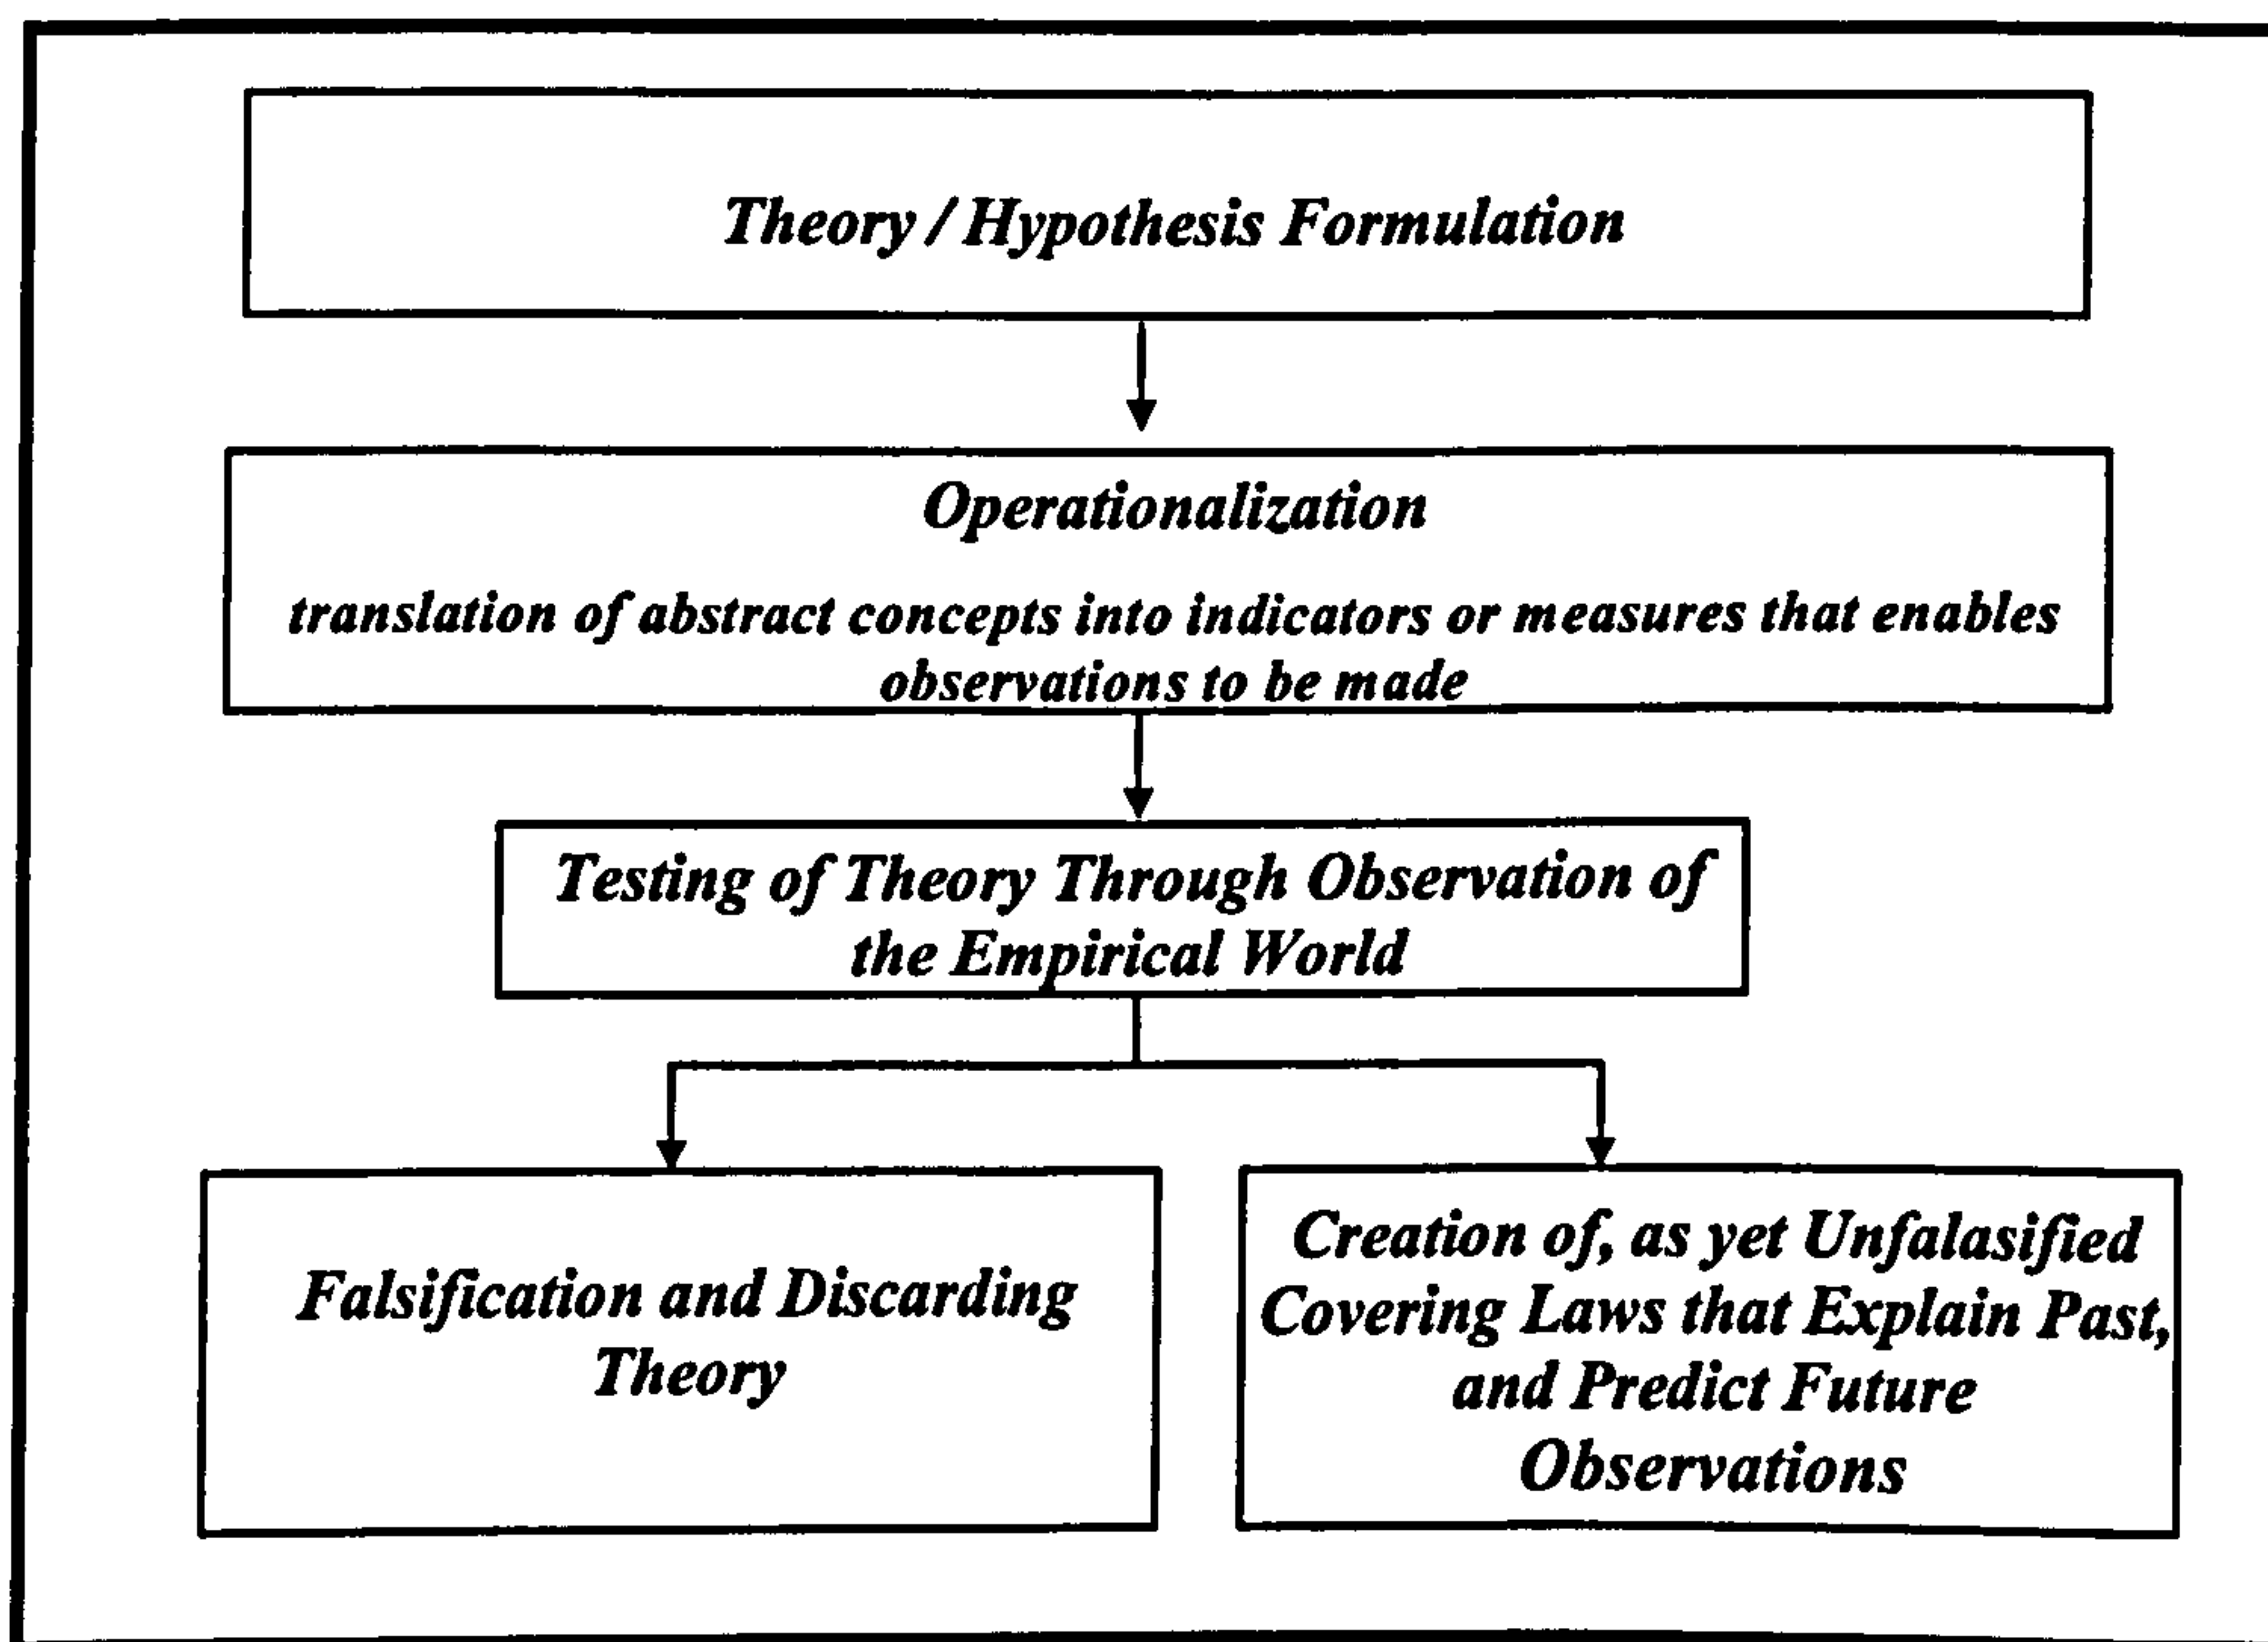 Theory / Hypothesis Formulation
Operationalization
translation of abstract concepts into indicators or measures that enables
observations to be made
Testing of Theory Through Observation of
the Empirical World
Falsification and Discarding
Theory
Creation of, as yet Unfalasified
Covering Laws that Explain Past,
and Predict Future
Observations